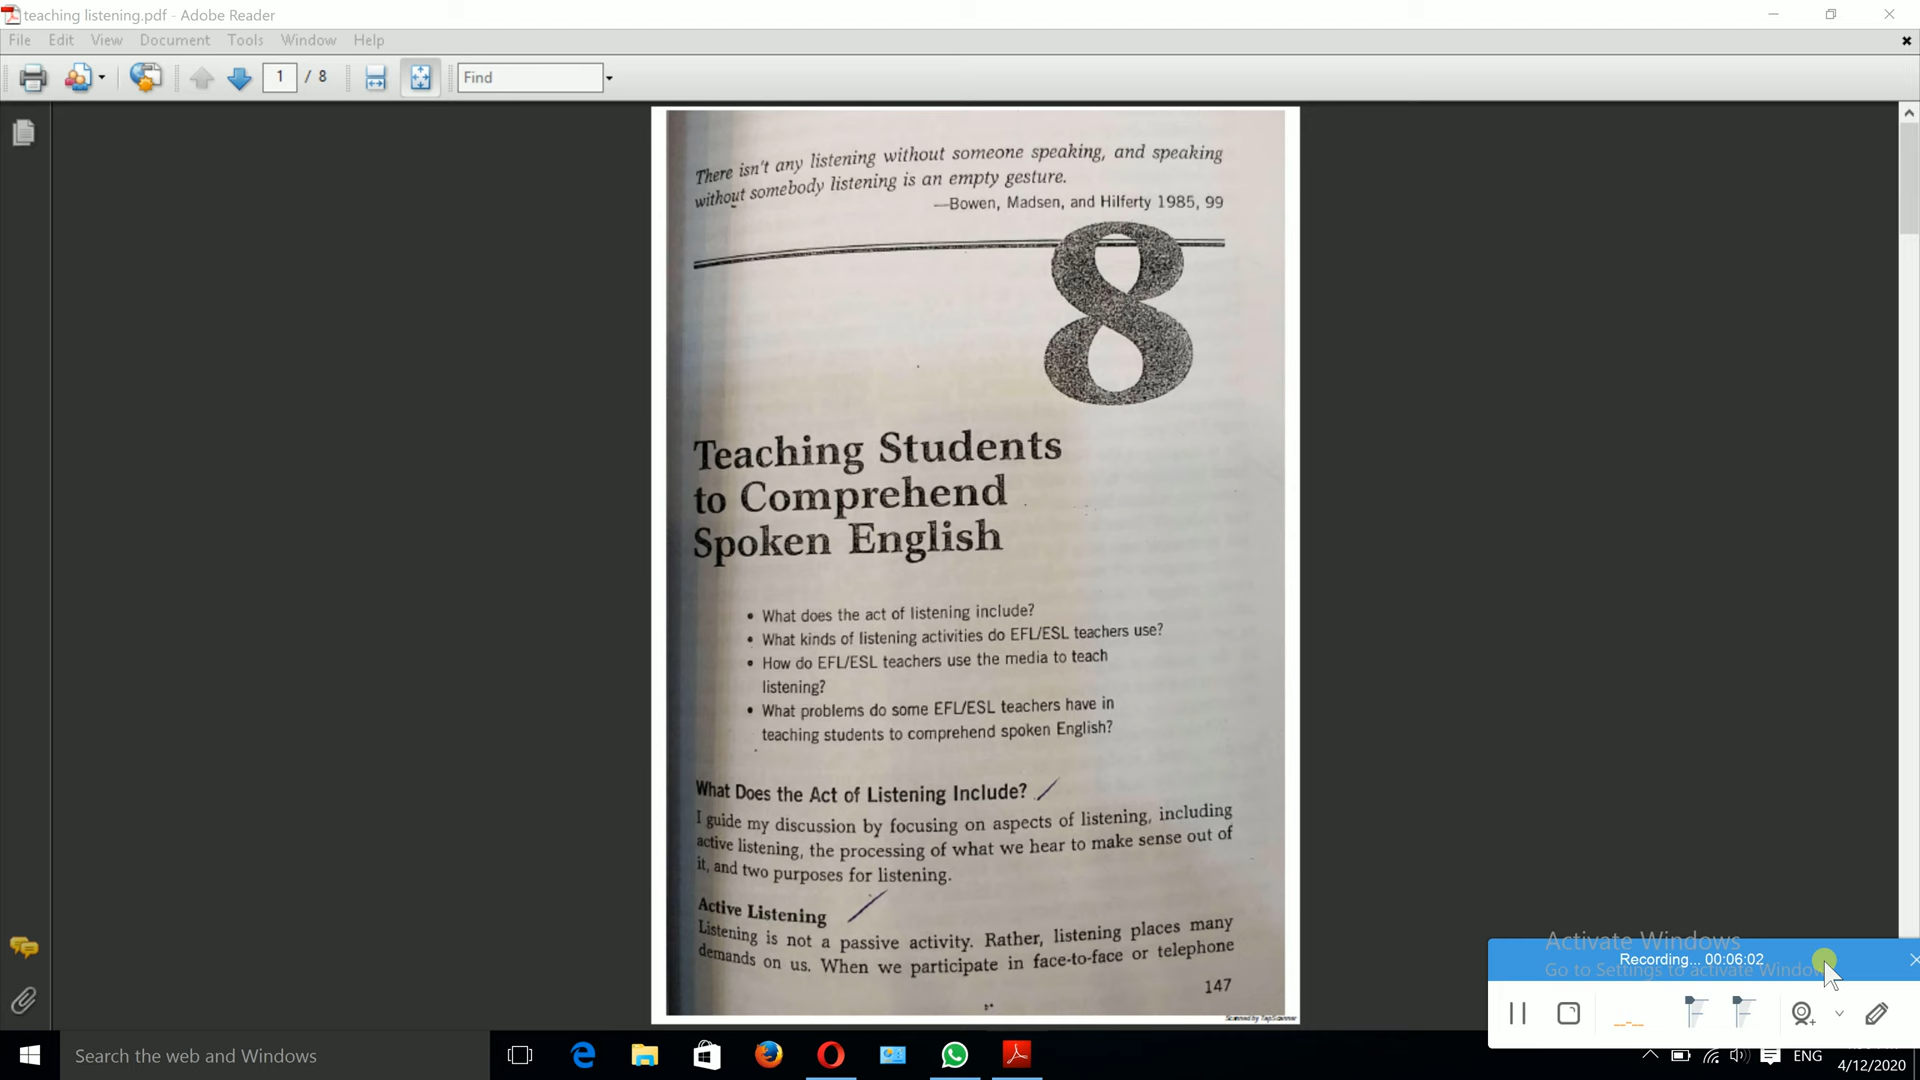 teaching listening.pdf - Adobe Reader
File Edit View Document Tools Window Help
1 / 8 Find
There isn't any listening without someone speaking, and speaking
without somebody listening is an empty gesture.
—Bowen, Madsen, and Hilferty 1985, 99
8
Teaching Students
to Comprehend
Spoken English
• What does the act of listening include?
• What kinds of listening activities do EFL/ESL teachers use?
• How do EFL/ESL teachers use the media to teach
listening?
• What problems do some EFL/ESL teachers have in
teaching students to comprehend spoken English?
What Does the Act of Listening Include?
I guide my discussion by focusing on aspects of listening, including
active listening, the processing of what we hear to make sense out of
it, and two purposes for listening.
Active Listening
Listening is not a passive activity. Rather, listening places many
demands on us. When we participate in face-to-face or telephone
147
Scanned by TapScanner
Activate Windows
Recording... 00:06:02
Go to Settings to activate Windows
Search the web and Windows
ENG
4/12/2020